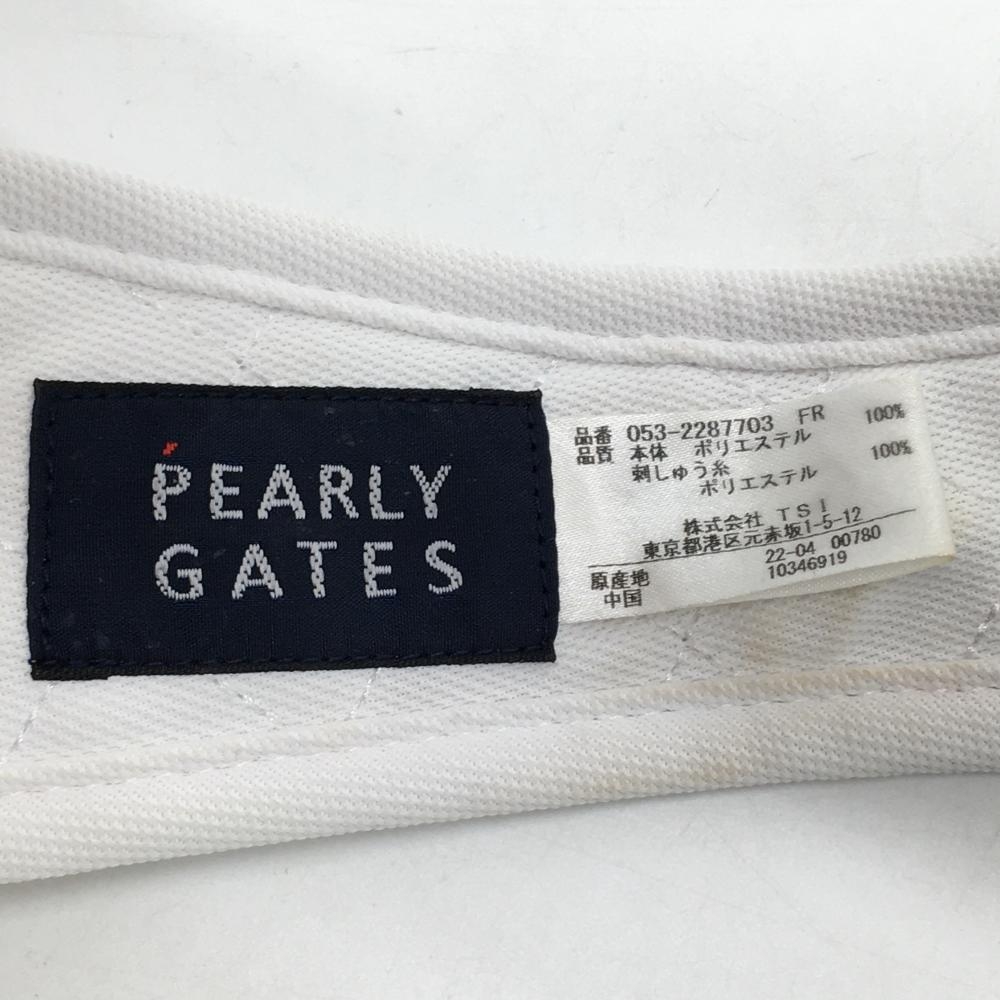 PEARLY
GATES
品番 053-2287703 FR
品質 本体 ポリエステル 100%
刺しゅう糸
ポリエステル 100%
株式会社 TSI
東京都港区元赤坂1-5-12
22-04 00780
原産地 10346919
中国